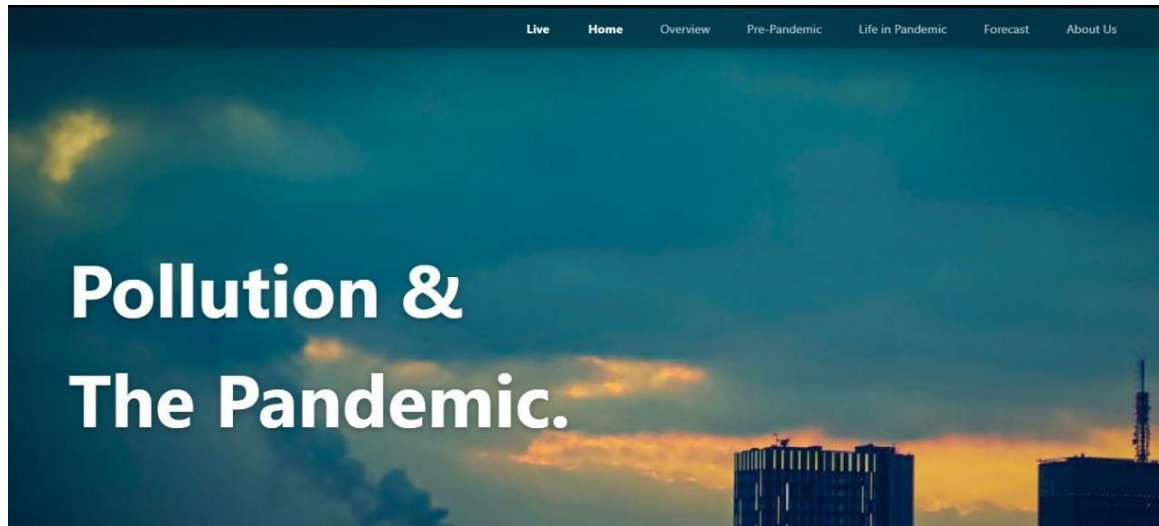 Live Home Overview Pre-Pandemic Life in Pandemic Forecast About Us
Pollution &
The Pandemic.